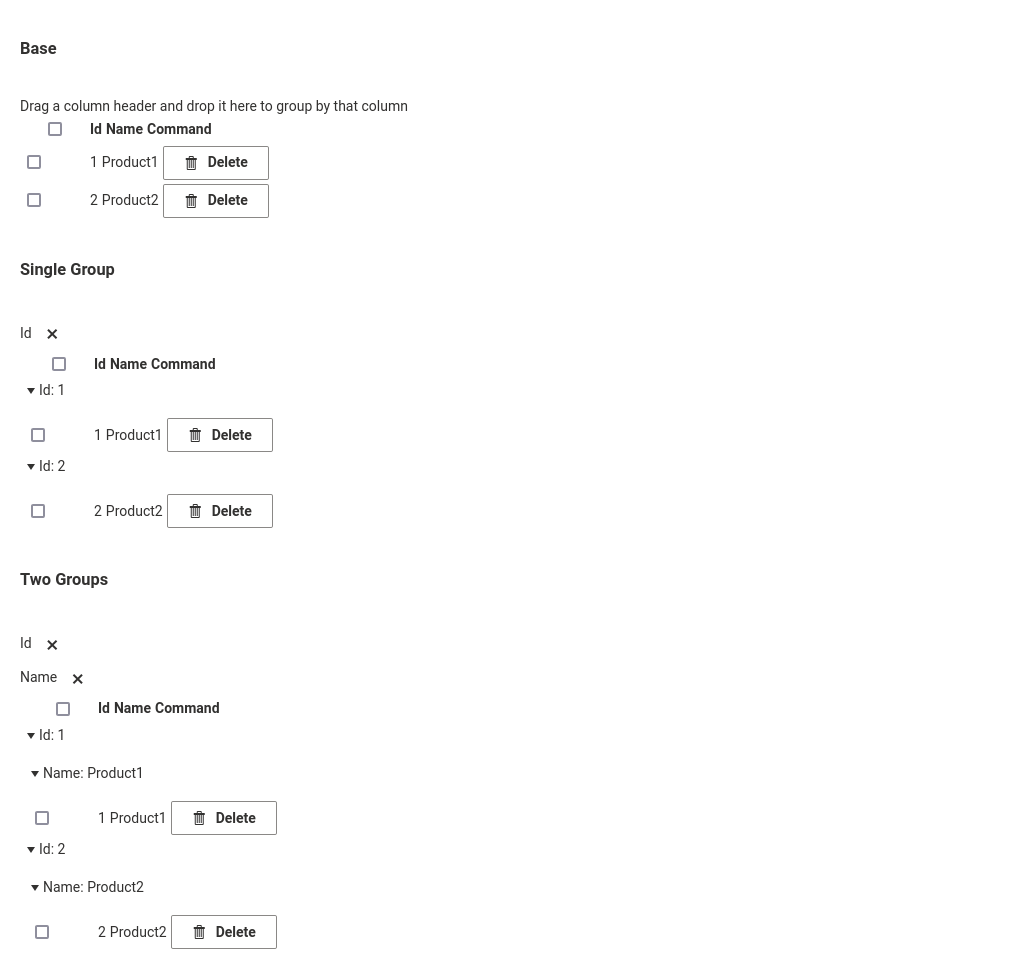 Base
Drag a column header and drop it here to group by that column
Id Name Command
1 Product1 Delete
2 Product2 Delete
Single Group
Id
Id Name Command
Id: 1
1 Product1 Delete
Id: 2
2 Product2 Delete
Two Groups
Id
Name
Id Name Command
Id: 1
Name: Product1
1 Product1 Delete
Id: 2
Name: Product2
2 Product2 Delete